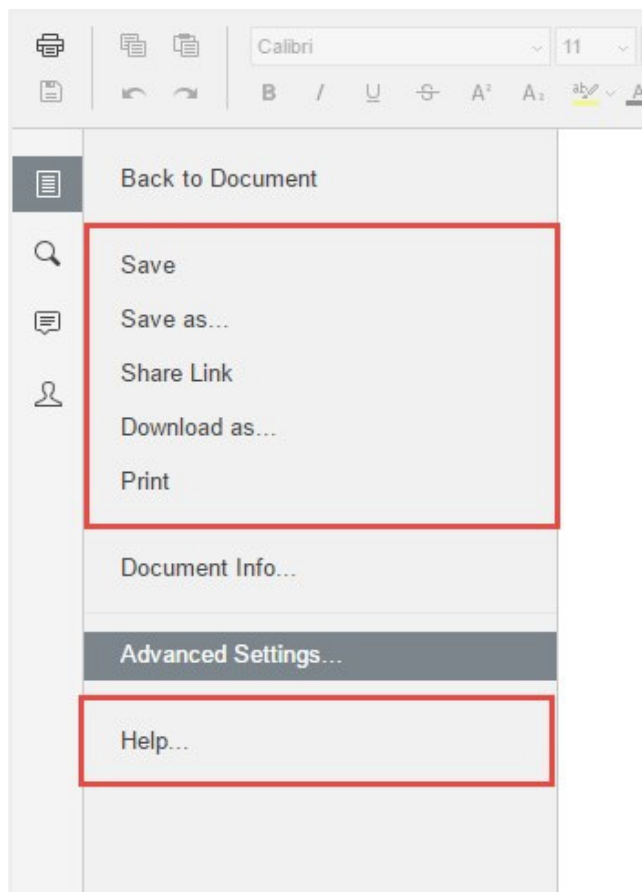 Calibri 11
B I U S A² A₂ ab A
Back to Document
Save
Save as...
Share Link
Download as...
Print
Document Info...
Advanced Settings...
Help...